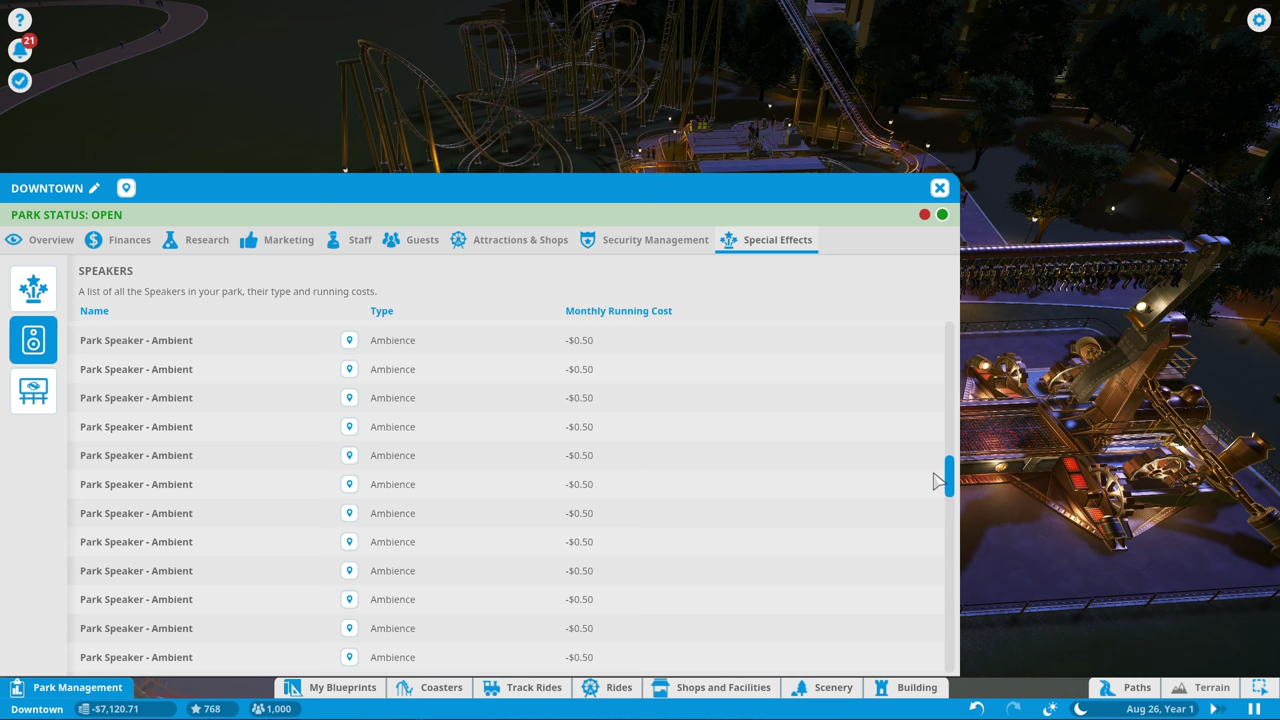 ?
21
DOWNTOWN
PARK STATUS: OPEN
Overview Finances Research Marketing Staff Guests Attractions & Shops Security Management Special Effects
SPEAKERS
A list of all the Speakers in your park, their type and running costs.
Name Type Monthly Running Cost
Park Speaker - Ambient Ambience -$0.50
Park Speaker - Ambient Ambience -$0.50
Park Speaker - Ambient Ambience -$0.50
Park Speaker - Ambient Ambience -$0.50
Park Speaker - Ambient Ambience -$0.50
Park Speaker - Ambient Ambience -$0.50
Park Speaker - Ambient Ambience -$0.50
Park Speaker - Ambient Ambience -$0.50
Park Speaker - Ambient Ambience -$0.50
Park Speaker - Ambient Ambience -$0.50
Park Speaker - Ambient Ambience -$0.50
Park Speaker - Ambient Ambience -$0.50
Park Management My Blueprints Coasters Track Rides Rides Shops and Facilities Scenery Building Paths Terrain
Downtown -$7,120.71 768 1,000 Aug 26, Year 1